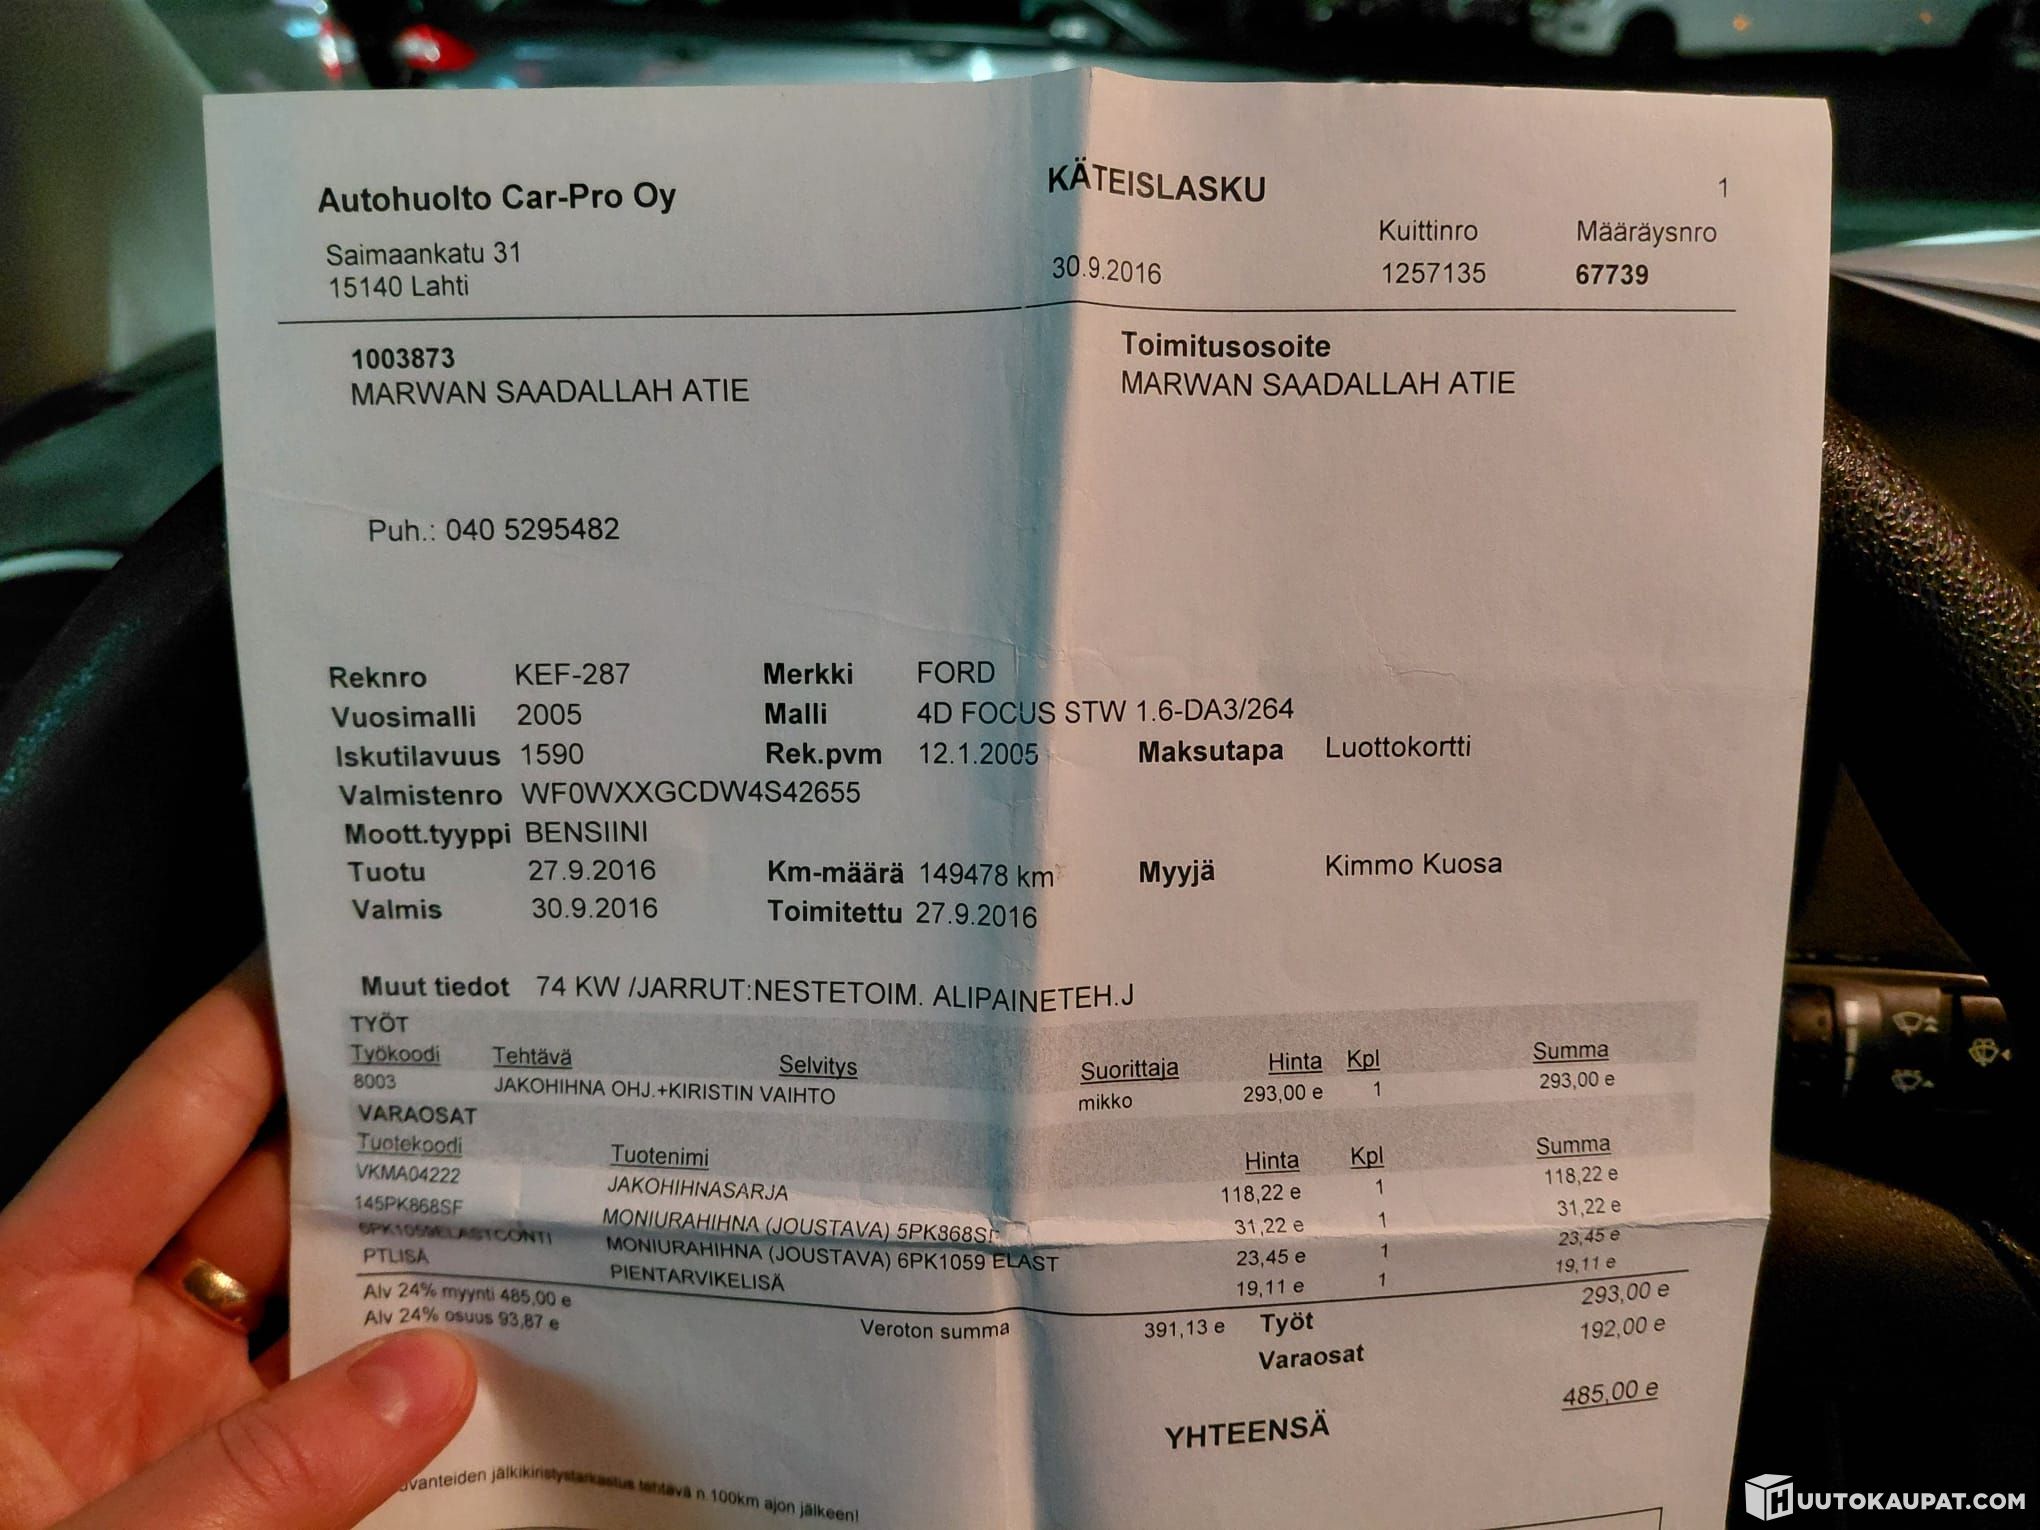 Autohuolto Car-Pro Oy
KÄTEISLASKU
1
Saimaankatu 31
15140 Lahti
Kuittinro Määräysnro
30.9.2016 1257135 67739
1003873
MARWAN SAADALLAH ATIE
Toimitusosoite
MARWAN SAADALLAH ATIE
Puh.: 040 5295482
Reknro KEF-287 Merkki FORD
Vuosimalli 2005 Malli 4D FOCUS STW 1.6-DA3/264
Iskutilavuus 1590 Rek.pvm 12.1.2005 Maksutapa Luottokortti
Valmistenro WF0WXXGCDW4S42655
Moott.tyyppi BENSIINI
Tuotu 27.9.2016 Km-määrä 149478 km Myyjä Kimmo Kuosa
Valmis 30.9.2016 Toimitettu 27.9.2016
Muut tiedot 74 KW /JARRUT:NESTETOIM. ALIPAINETEH.J
TYÖT
Työkoodi Tehtävä Selvitys Suorittaja Hinta Kpl Summa
8003 JAKOHIHNA OHJ.+KIRISTIN VAIHTO mikko 293,00 e 1 293,00 e
VARAOSAT
Tuotekoodi Tuotenimi Hinta Kpl Summa
VKMA04222 JAKOHIHNASARJA 118,22 e 1 118,22 e
145PK868SF MONIURAHIHNA (JOUSTAVA) 5PK868SF 31,22 e 1 31,22 e
6PK1059ELASTCONTI MONIURAHIHNA (JOUSTAVA) 6PK1059 ELAST 23,45 e 1 23,45 e
PTLISÄ PIENTARVIKELISÄ 19,11 e 1 19,11 e
Alv 24% myynti 485,00 e
Alv 24% osuus 93,87 e
Veroton summa 391,13 e Työt 293,00 e
Varaosat 192,00 e
YHTEENSÄ 485,00 e
jälkikiristystarkastus tehtävä n.100km ajon jälkeen!
HUUTOKAUPAT.COM